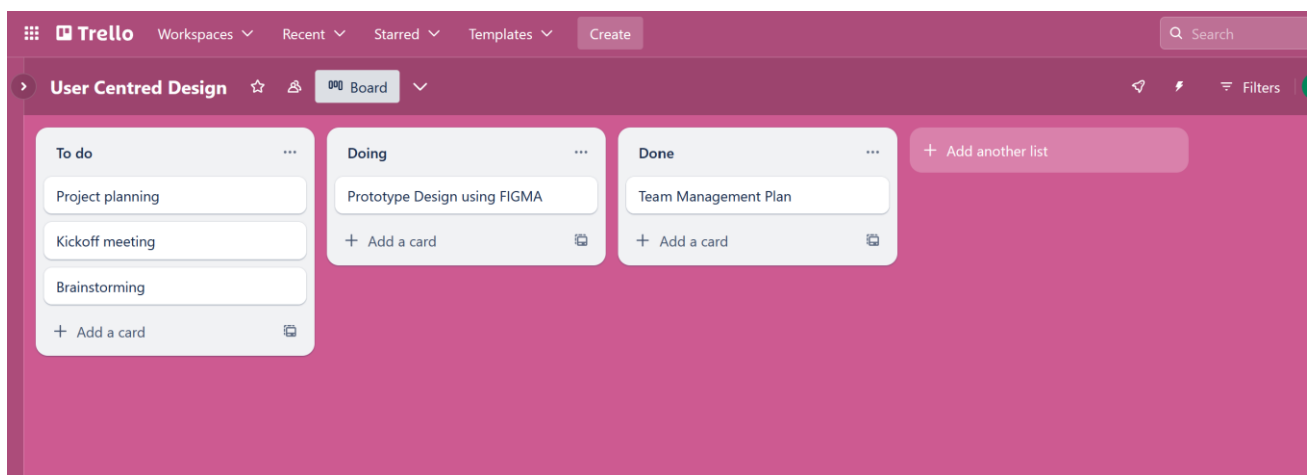 Trello Workspaces Recent Starred Templates Create Search
User Centred Design Board Filters
To do
Project planning
Kickoff meeting
Brainstorming
+ Add a card
Doing
Prototype Design using FIGMA
+ Add a card
Done
Team Management Plan
+ Add a card
+ Add another list